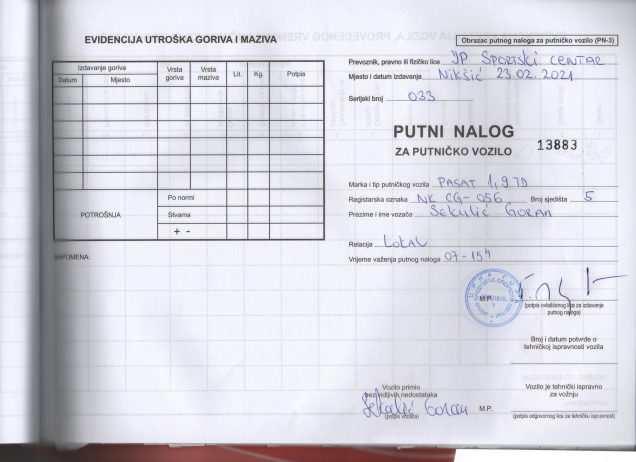 EVIDENCIJA UTROŠKA GORIVA I MAZIVA
Izdavanje goriva
Datum
Mjesto
Vrsta goriva
Vrsta maziva
Lit.
Kg.
Potpis
POTROŠNJA
Po normi
Stvarna
+ -
NAPOMENA:
Obrazac putnog naloga za putničko vozilo (PN-3)
Prevoznik, pravno ili fizičko lice JP SPORTSKI CENTAR
Mjesto i datum izdavanja NIKŠIĆ 23.02.2021
Serijski broj 033
PUTNI NALOG
ZA PUTNIČKO VOZILO
13883
Marka i tip putničkog vozila PASAT 1,9 TD
Registarska oznaka NK CG-056 Broj sjedišta 5
Prezime i ime vozača SEKULIĆ GORAN
Relacija LOKAL
Vrijeme važenja putnog naloga 07-15h
M.P.
(potpis ovlašćenog lica za izdavanje
putnog naloga)
Broj i datum potvrde o
tehničkoj ispravnosti vozila
Vozilo primio
bez vidljivih nedostataka
Sekulić Goran M.P.
(potpis vozača)
Vozilo je tehnički ispravno
za vožnju
(potpis odgovornog lica za tehničku ispravnost)